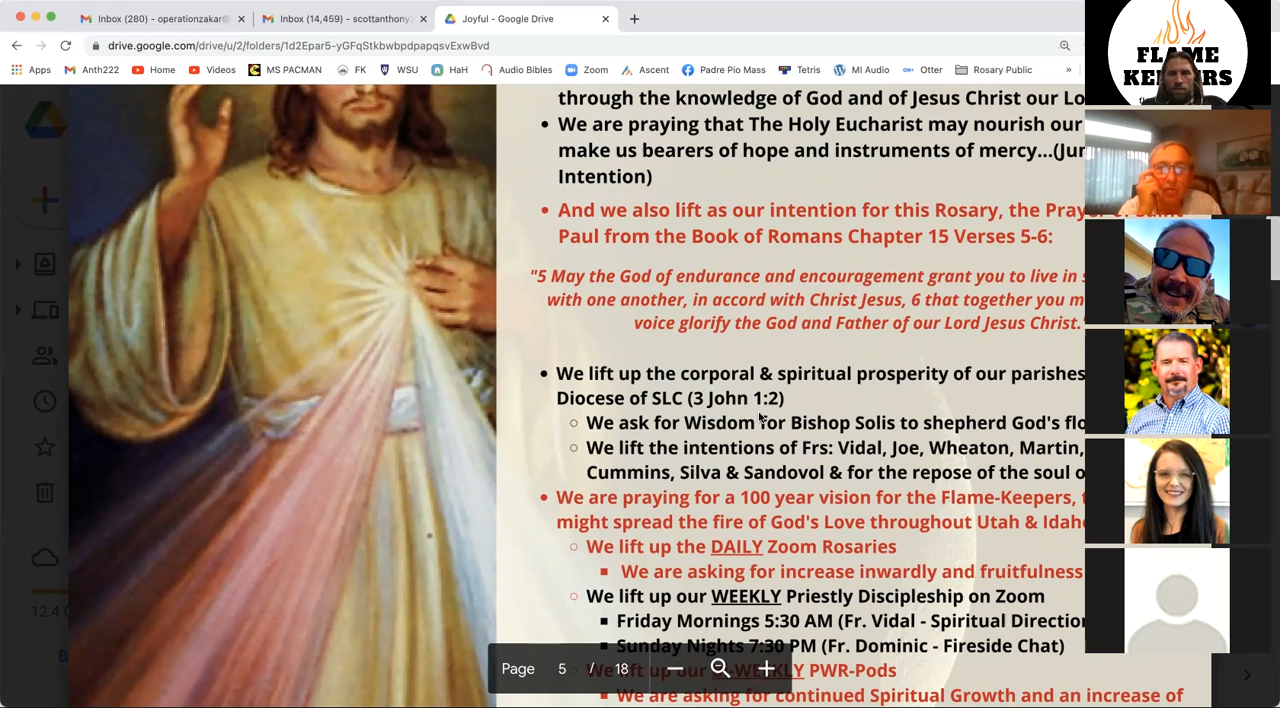 Inbox (280) - operationzakar@
Inbox (14,459) - scottanthony
Joyful - Google Drive
drive.google.com/drive/u/2/folders/1d2Epar5-yGFqStkbwbpdpapqsvExwBvd
Apps
Anth222
Home
Videos
MS PACMAN
FK
WSU
Hall
Audio Bibles
Zoom
Ascent
Padre Pio Mass
Tetris
MI Audio
Otter
Rosary Public
»
FLAME
KEEPERS
through the knowledge of God and of Jesus Christ our Lo
• We are praying that The Holy Eucharist may nourish our
make us bearers of hope and instruments of mercy...(Jun
Intention)
• And we also lift as our intention for this Rosary, the Prayer of Saint
Paul from the Book of Romans Chapter 15 Verses 5-6:
"5 May the God of endurance and encouragement grant you to live in
with one another, in accord with Christ Jesus, 6 that together you m
voice glorify the God and Father of our Lord Jesus Christ."
• We lift up the corporal & spiritual prosperity of our parishes
Diocese of SLC (3 John 1:2)
We ask for Wisdom for Bishop Solis to shepherd God's flo
We lift the intentions of Frs: Vidal, Joe, Wheaton, Martin,
Cummins, Silva & Sandovol & for the repose of the soul o
• We are praying for a 100 year vision for the Flame-Keepers,
might spread the fire of God's Love throughout Utah & Idaho
We lift up the DAILY Zoom Rosaries
We are asking for increase inwardly and fruitfulness
We lift up our WEEKLY Priestly Discipleship on Zoom
Friday Mornings 5:30 AM (Fr. Vidal - Spiritual Direction
Sunday Nights 7:30 PM (Fr. Dominic - Fireside Chat)
We lift up our BI-WEEKLY PWR-Pods
We are asking for continued Spiritual Growth and an increase of
12.4
Page 5 / 18